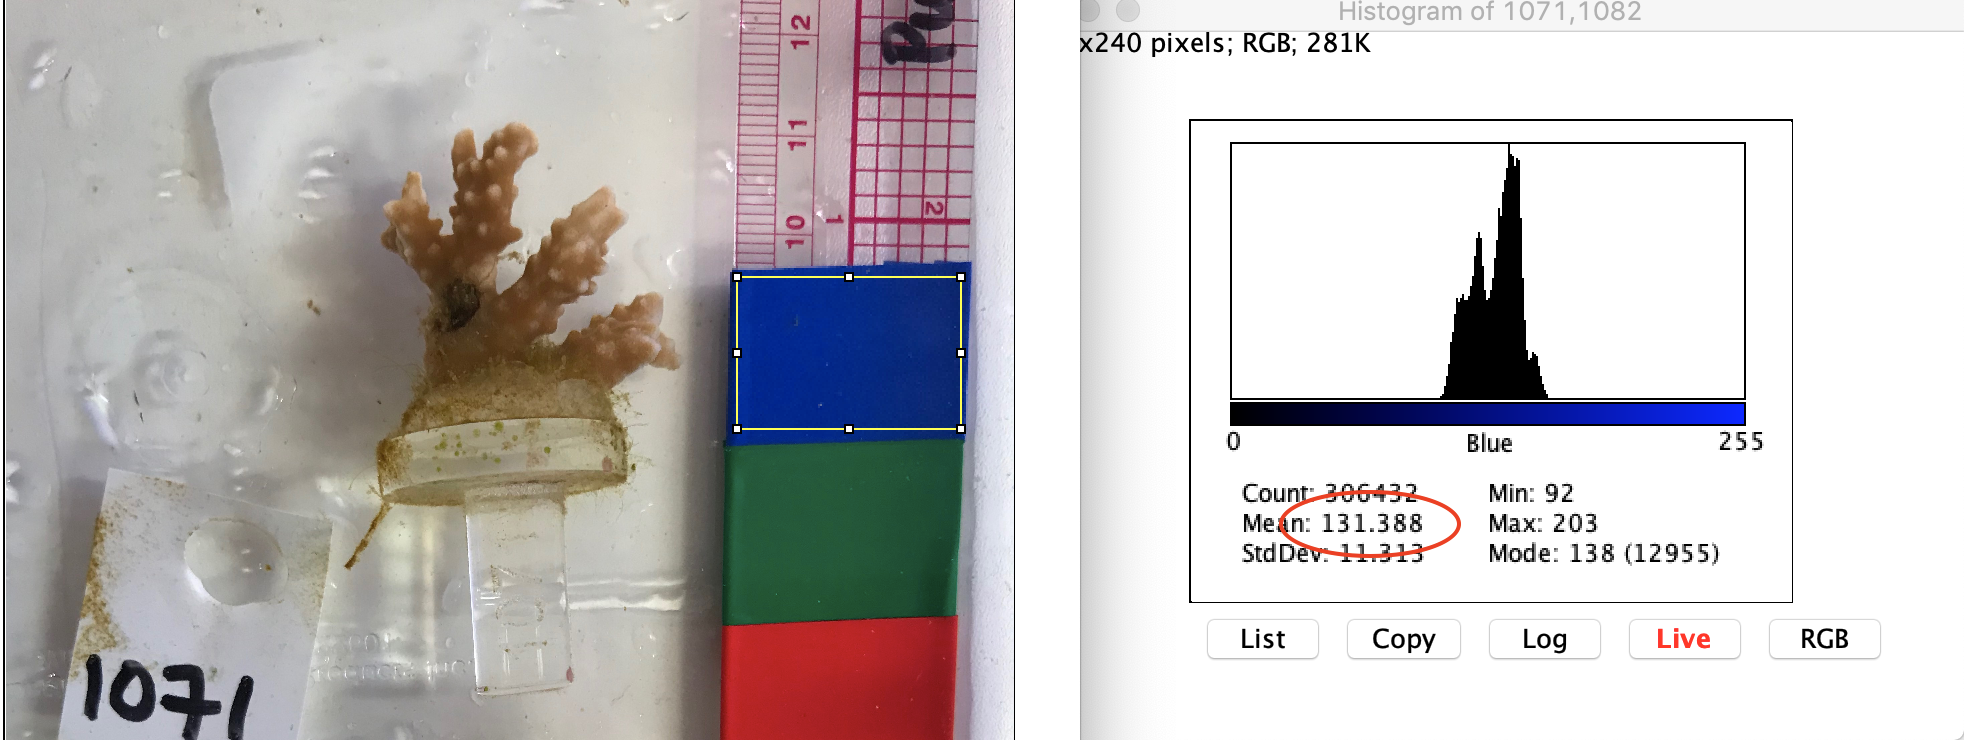 12
11
10
1
2
1071
Histogram of 1071,1082
x240 pixels; RGB; 281K
0
Blue
255
Count: 306432
Min: 92
Mean: 131.388
Max: 203
StdDev: 11.313
Mode: 138 (12955)
List
Copy
Log
Live
RGB